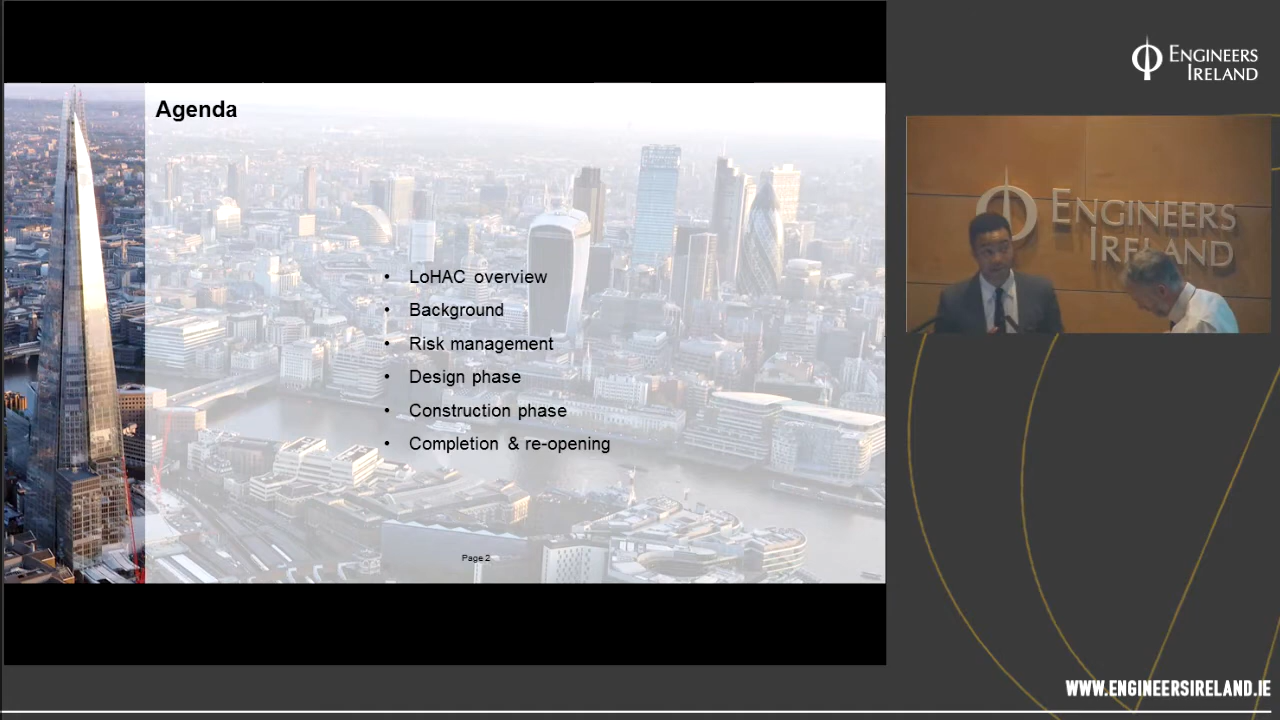 Agenda
• LoHAC overview
• Background
• Risk management
• Design phase
• Construction phase
• Completion & re-opening
Page 2
ENGINEERS
IRELAND
ENGINEERS
IRELAND
WWW.ENGINEERSIRELAND.IE